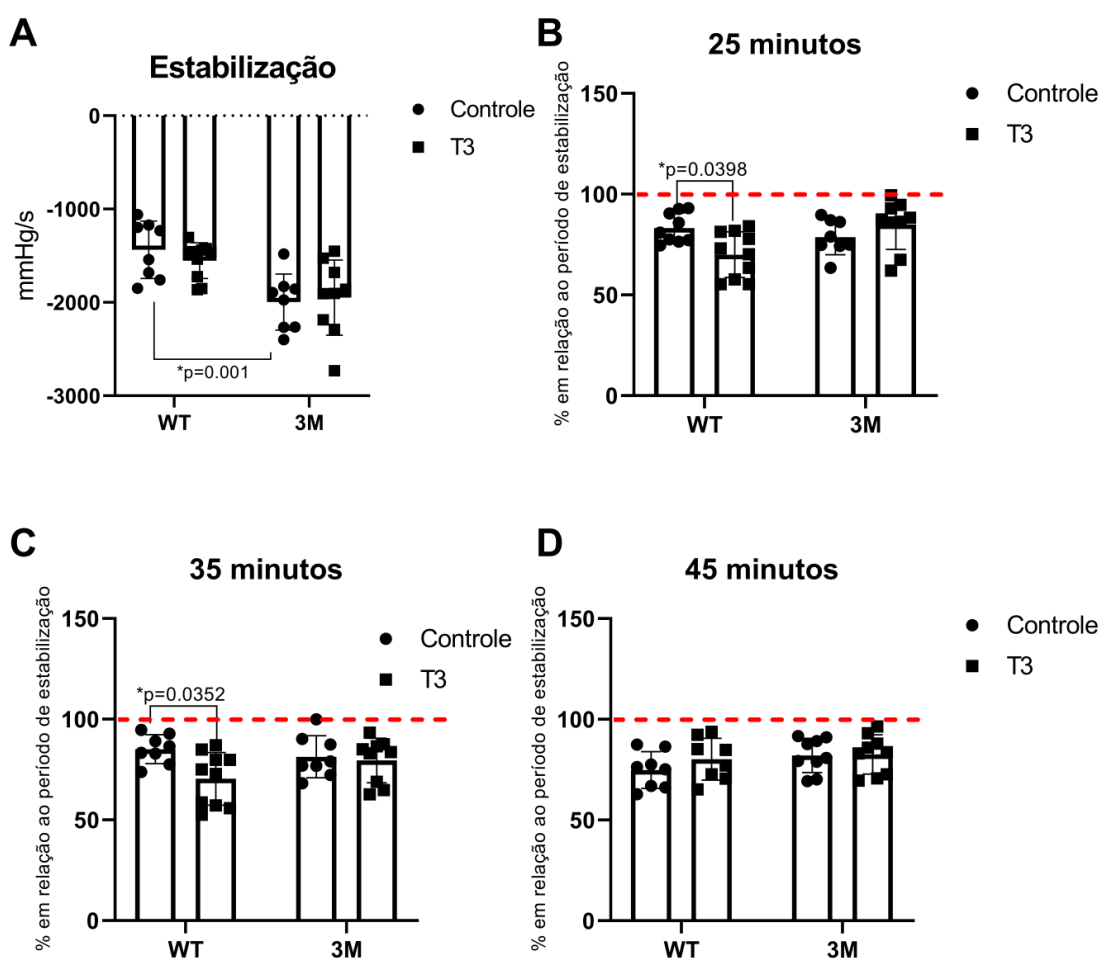 A
Estabilização
Controle
T3
mmHg/s
0
-1000
-2000
-3000
*p=0.001
WT
3M
B
25 minutos
% em relação ao período de estabilização
Controle
T3
150
100
50
0
*p=0.0398
WT
3M
C
35 minutos
% em relação ao período de estabilização
Controle
T3
150
100
50
0
*p=0.0352
WT
3M
D
45 minutos
% em relação ao período de estabilização
Controle
T3
150
100
50
0
WT
3M